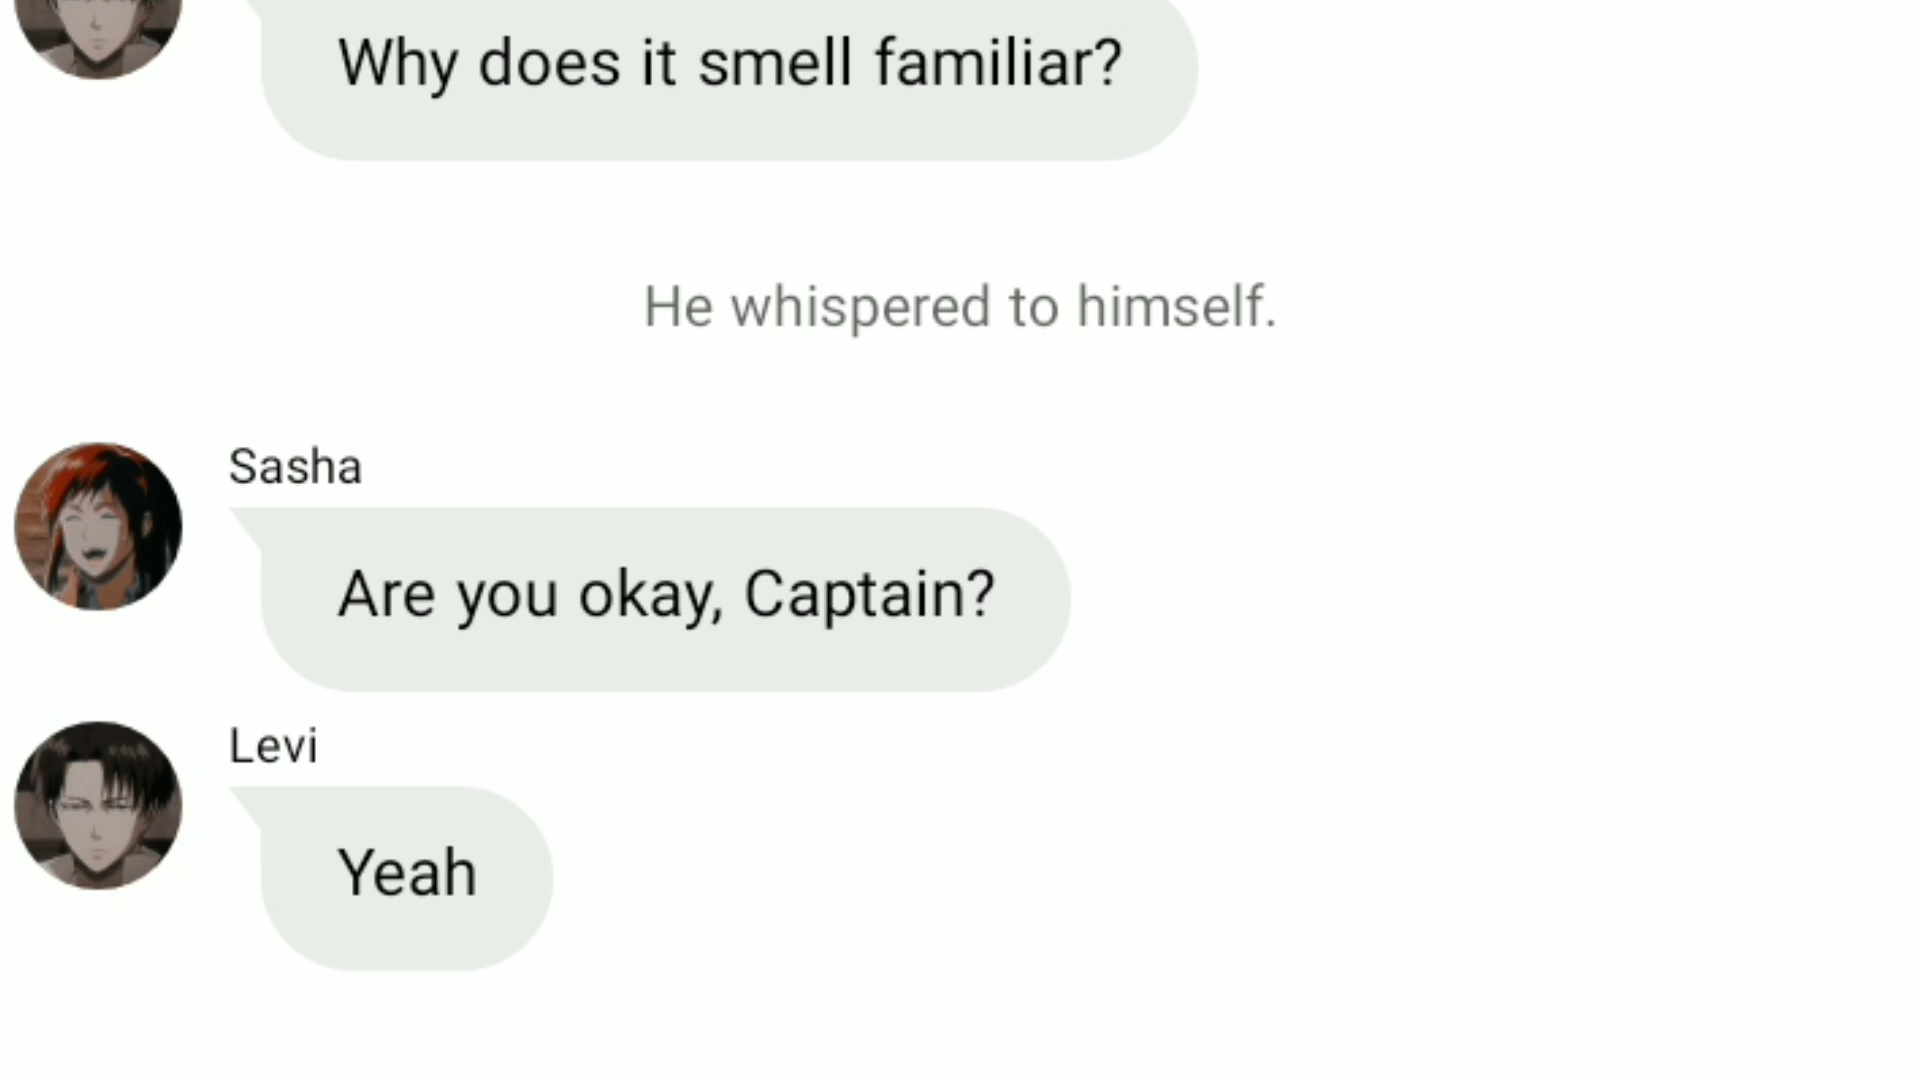 Why does it smell familiar?
He whispered to himself.
Sasha
Are you okay, Captain?
Levi
Yeah